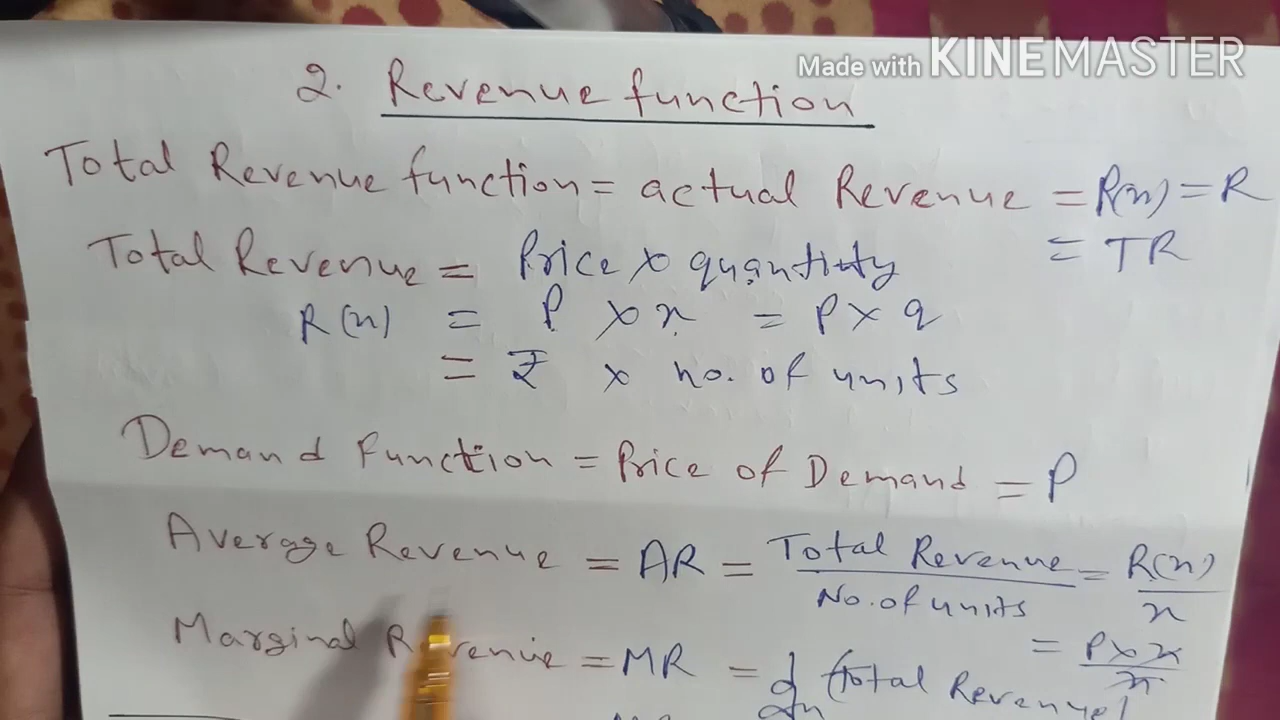 Made with KINEMASTER
2. Revenue function
Total Revenue function = actual Revenue = R(x) = R
= TR
Total Revenue = Price × quantity
R(x) = P × x = P × q
= ₹ × no. of units
Demand Function = Price of Demand = P
Average Revenue = AR = Total Revenue / No. of units = R(x) / x
= P × x / x
Marginal Revenue = MR = d/dx (Total Revenue)